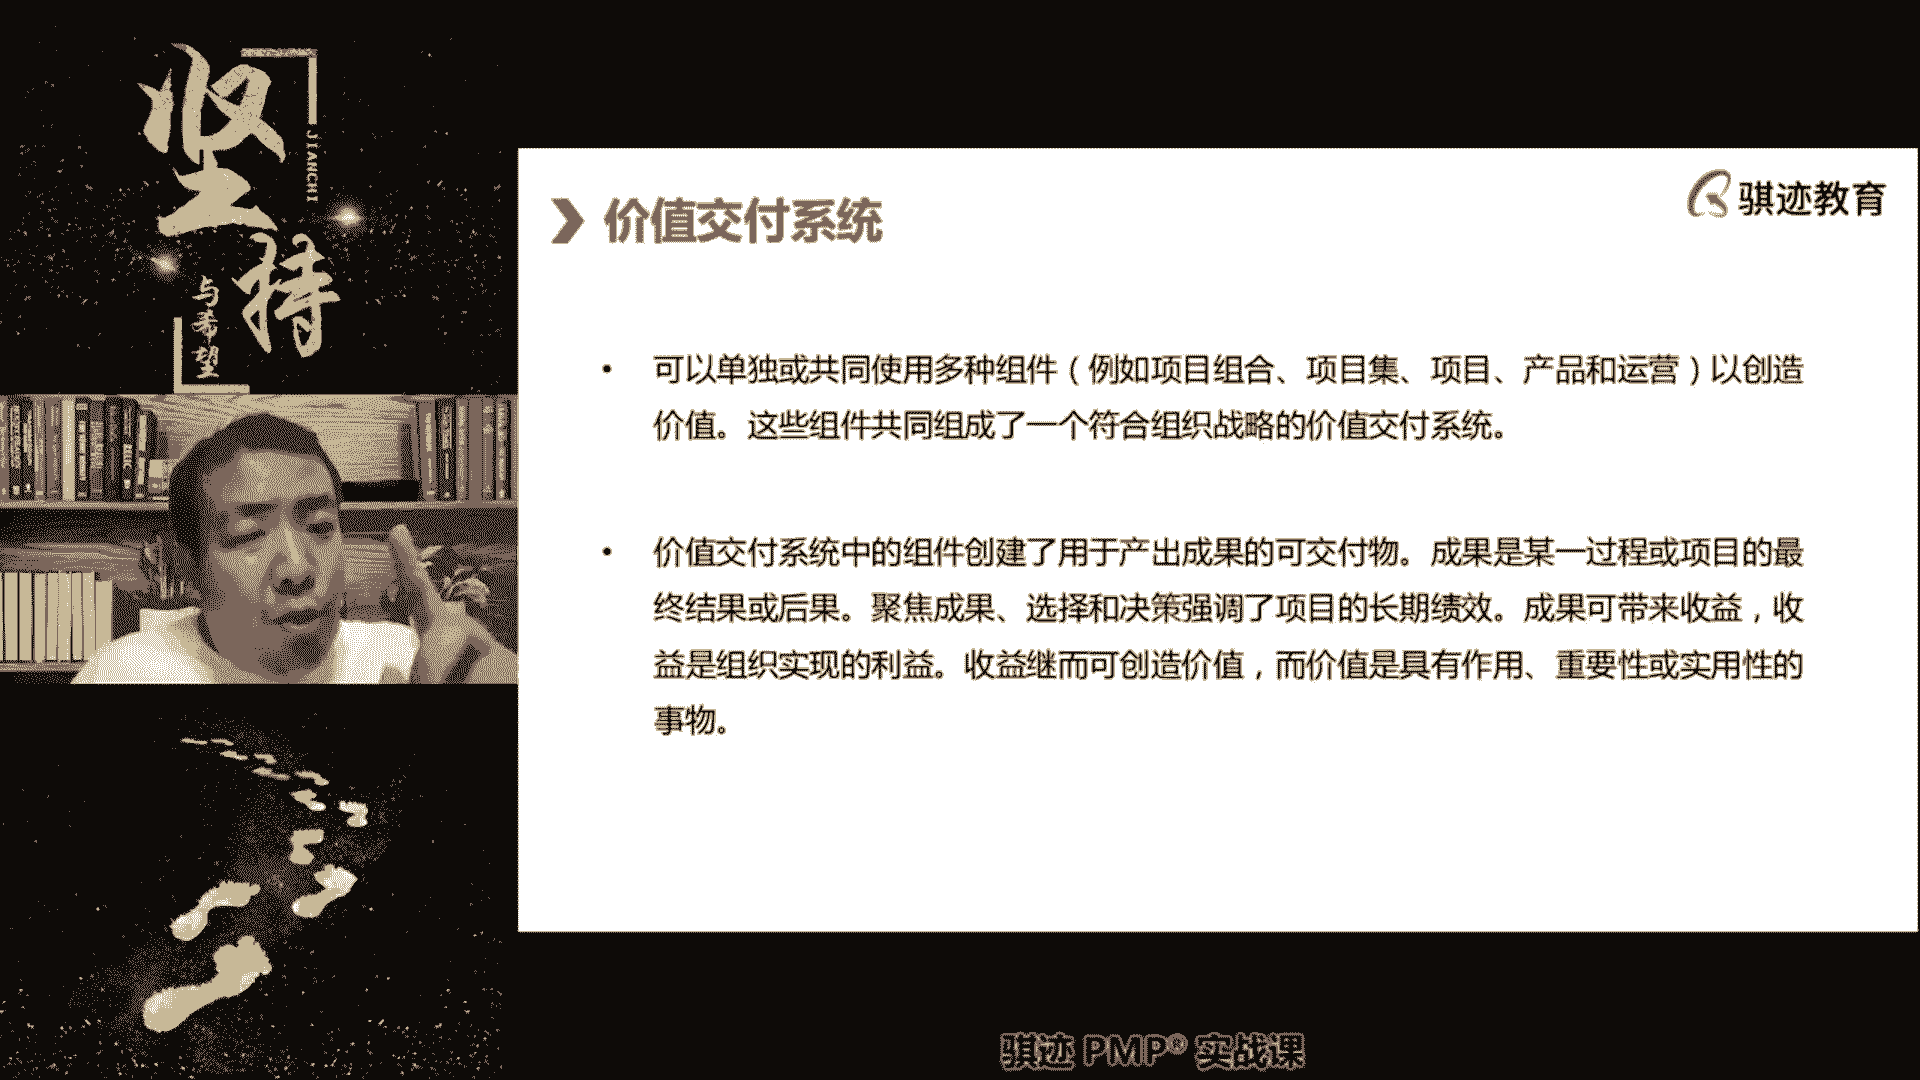 坚持
JIANCHI
与希望
骐迹教育
价值交付系统
• 可以单独或共同使用多种组件（例如项目组合、项目集、项目、产品和运营）以创造
价值。这些组件共同组成了一个符合组织战略的价值交付系统。
• 价值交付系统中的组件创建了用于产出成果的可交付物。成果是某一过程或项目的最
终结果或后果。聚焦成果、选择和决策强调了项目的长期绩效。成果可带来收益，收
益是组织实现的利益。收益继而可创造价值，而价值是具有作用、重要性或实用性的
事物。
骐迹 PMP® 实战课